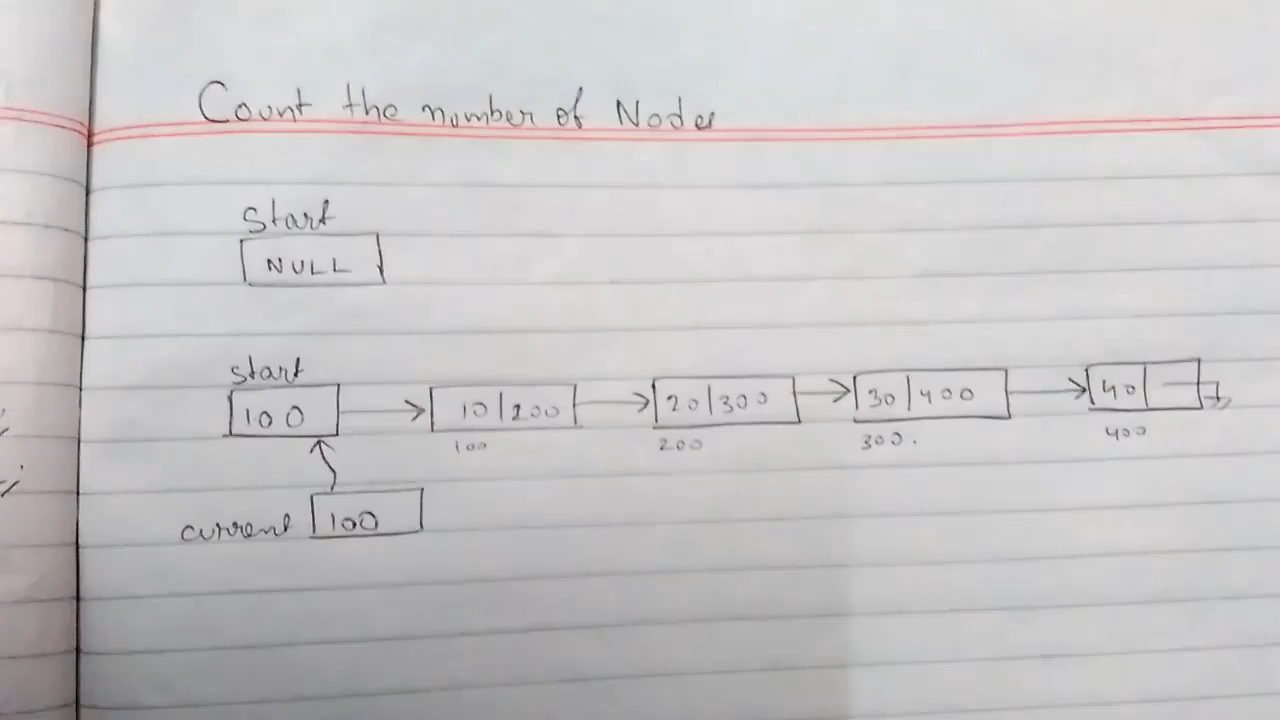 Count the number of Nodes
Start
NULL
start
100 10 200 20 300 30 400 40
100 200 300. 400
current 100